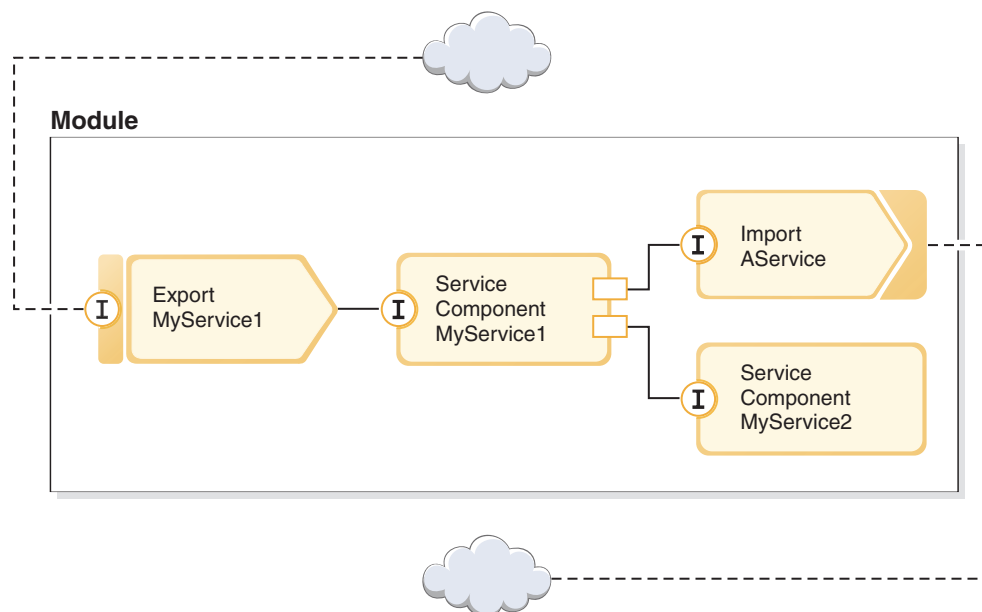 Module
I
Export
MyService1
I
Service
Component
MyService1
I
Import
AService
I
Service
Component
MyService2